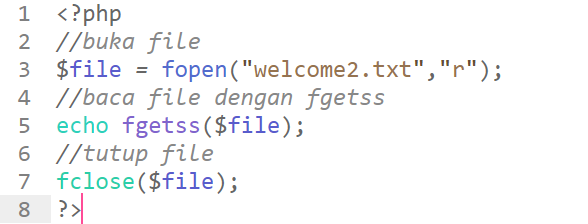 1 <?php
2 //buka file
3 $file = fopen("welcome2.txt","r");
4 //baca file dengan fgetss
5 echo fgetss($file);
6 //tutup file
7 fclose($file);
8 ?>